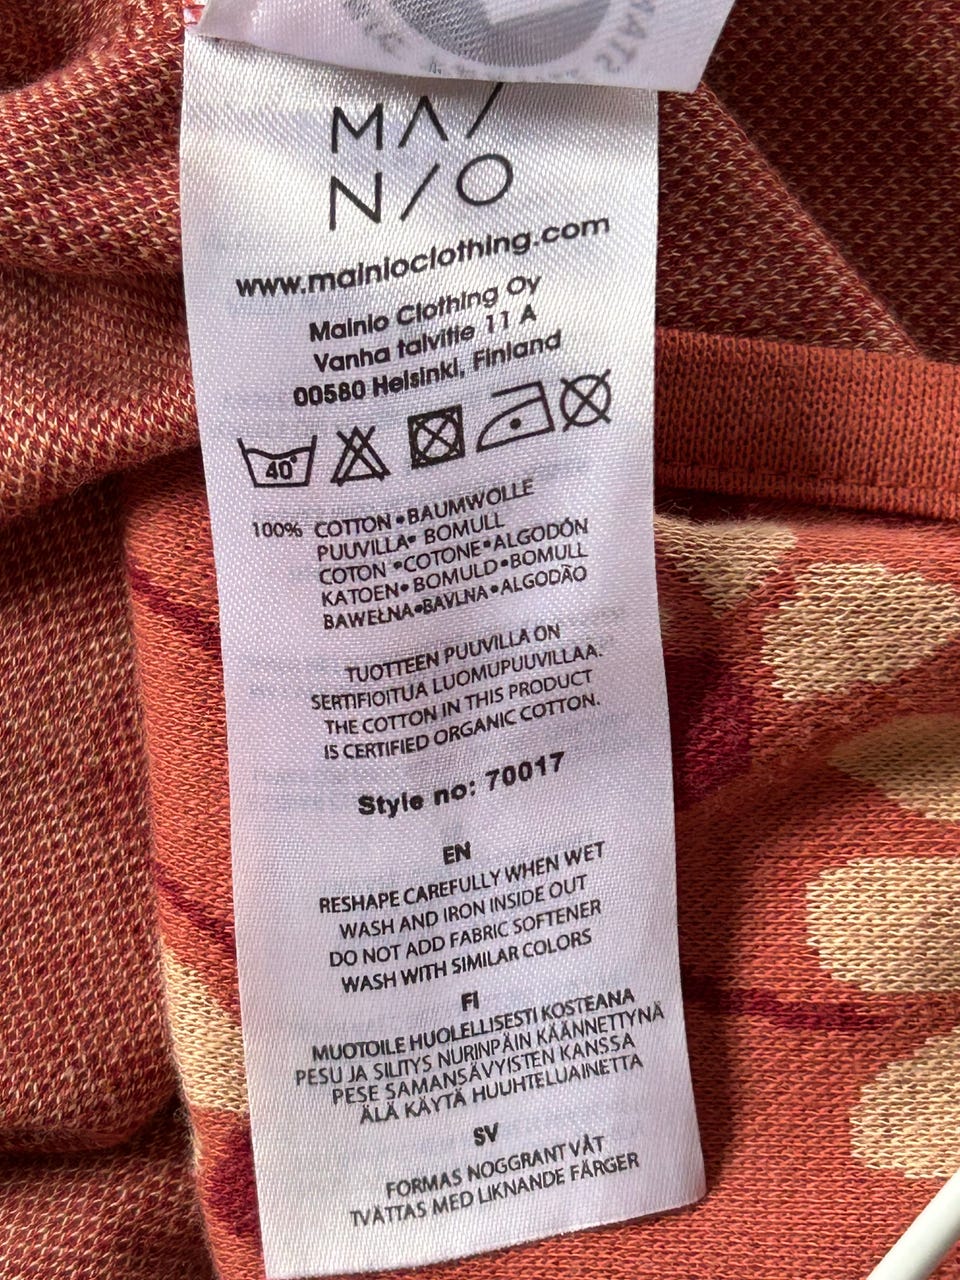 MAI
NIO
www.mainioclothing.com
Mainio Clothing Oy
Vanha talvitie 11 A
00580 Helsinki, Finland
40°
100% COTTON•BAUMWOLLE
PUUVILLA• BOMULL
COTON •COTONE•ALGODÓN
KATOEN• BOMULD•BOMULL
BAWEŁNA•BAVLNA•ALGODÃO
TUOTTEEN PUUVILLA ON
SERTIFIOITUA LUOMUPUUVILLAA.
THE COTTON IN THIS PRODUCT
IS CERTIFIED ORGANIC COTTON.
Style no: 70017
EN
RESHAPE CAREFULLY WHEN WET
WASH AND IRON INSIDE OUT
DO NOT ADD FABRIC SOFTENER
WASH WITH SIMILAR COLORS
FI
MUOTOILE HUOLELLISESTI KOSTEANA
PESU JA SILITYS NURINPÄIN KÄÄNNETTYNÄ
PESE SAMANSÄVYISTEN KANSSA
ÄLÄ KÄYTÄ HUUHTELUAINETTA
SV
FORMAS NOGGRANT VÅT
TVÄTTAS MED LIKNANDE FÄRGER